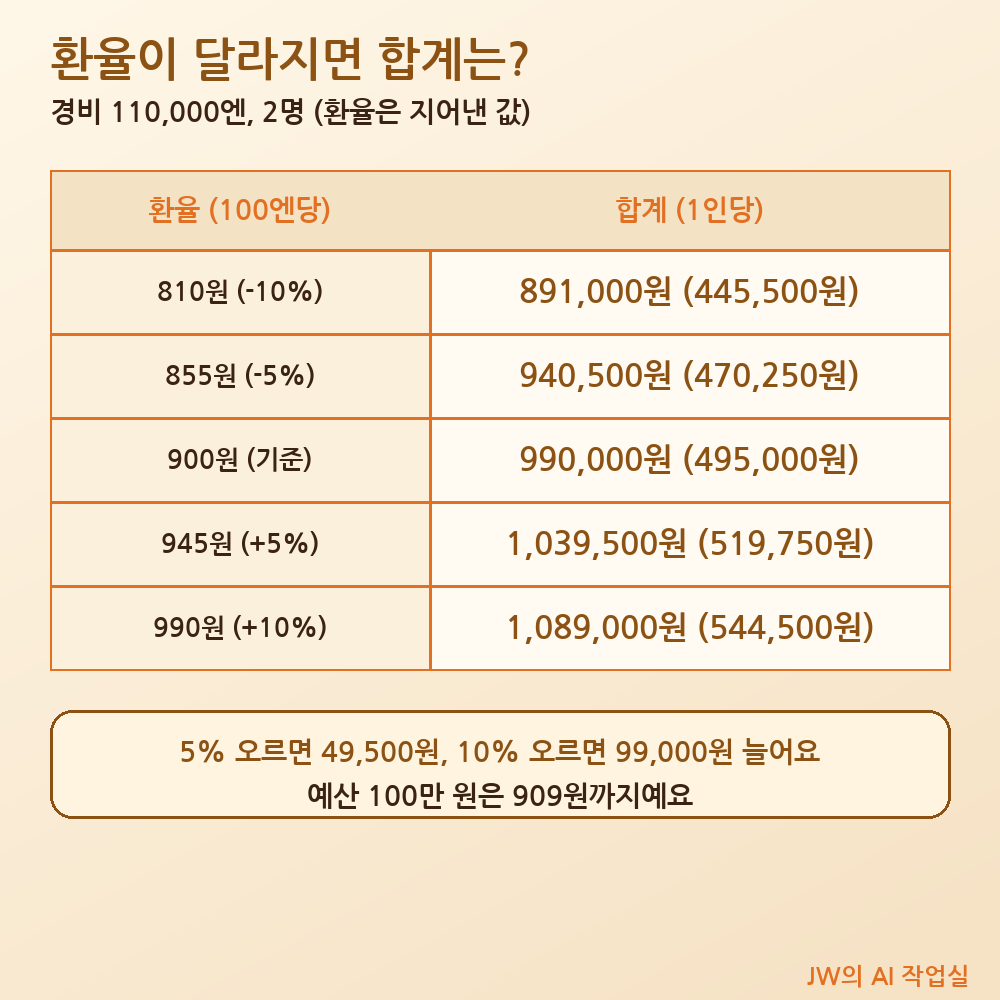 환율이 달라지면 합계는?
경비 110,000엔, 2명 (환율은 지어낸 값)
환율 (100엔당) 합계 (1인당)
810원 (-10%) 891,000원 (445,500원)
855원 (-5%) 940,500원 (470,250원)
900원 (기준) 990,000원 (495,000원)
945원 (+5%) 1,039,500원 (519,750원)
990원 (+10%) 1,089,000원 (544,500원)
5% 오르면 49,500원, 10% 오르면 99,000원 늘어요
예산 100만 원은 909원까지예요
JW의 AI 작업실